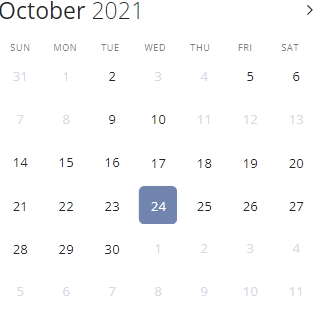 October 2021
SUN MON TUE WED THU FRI SAT
31 1 2 3 4 5 6
7 8 9 10 11 12 13
14 15 16 17 18 19 20
21 22 23 24 25 26 27
28 29 30 1 2 3 4
5 6 7 8 9 10 11